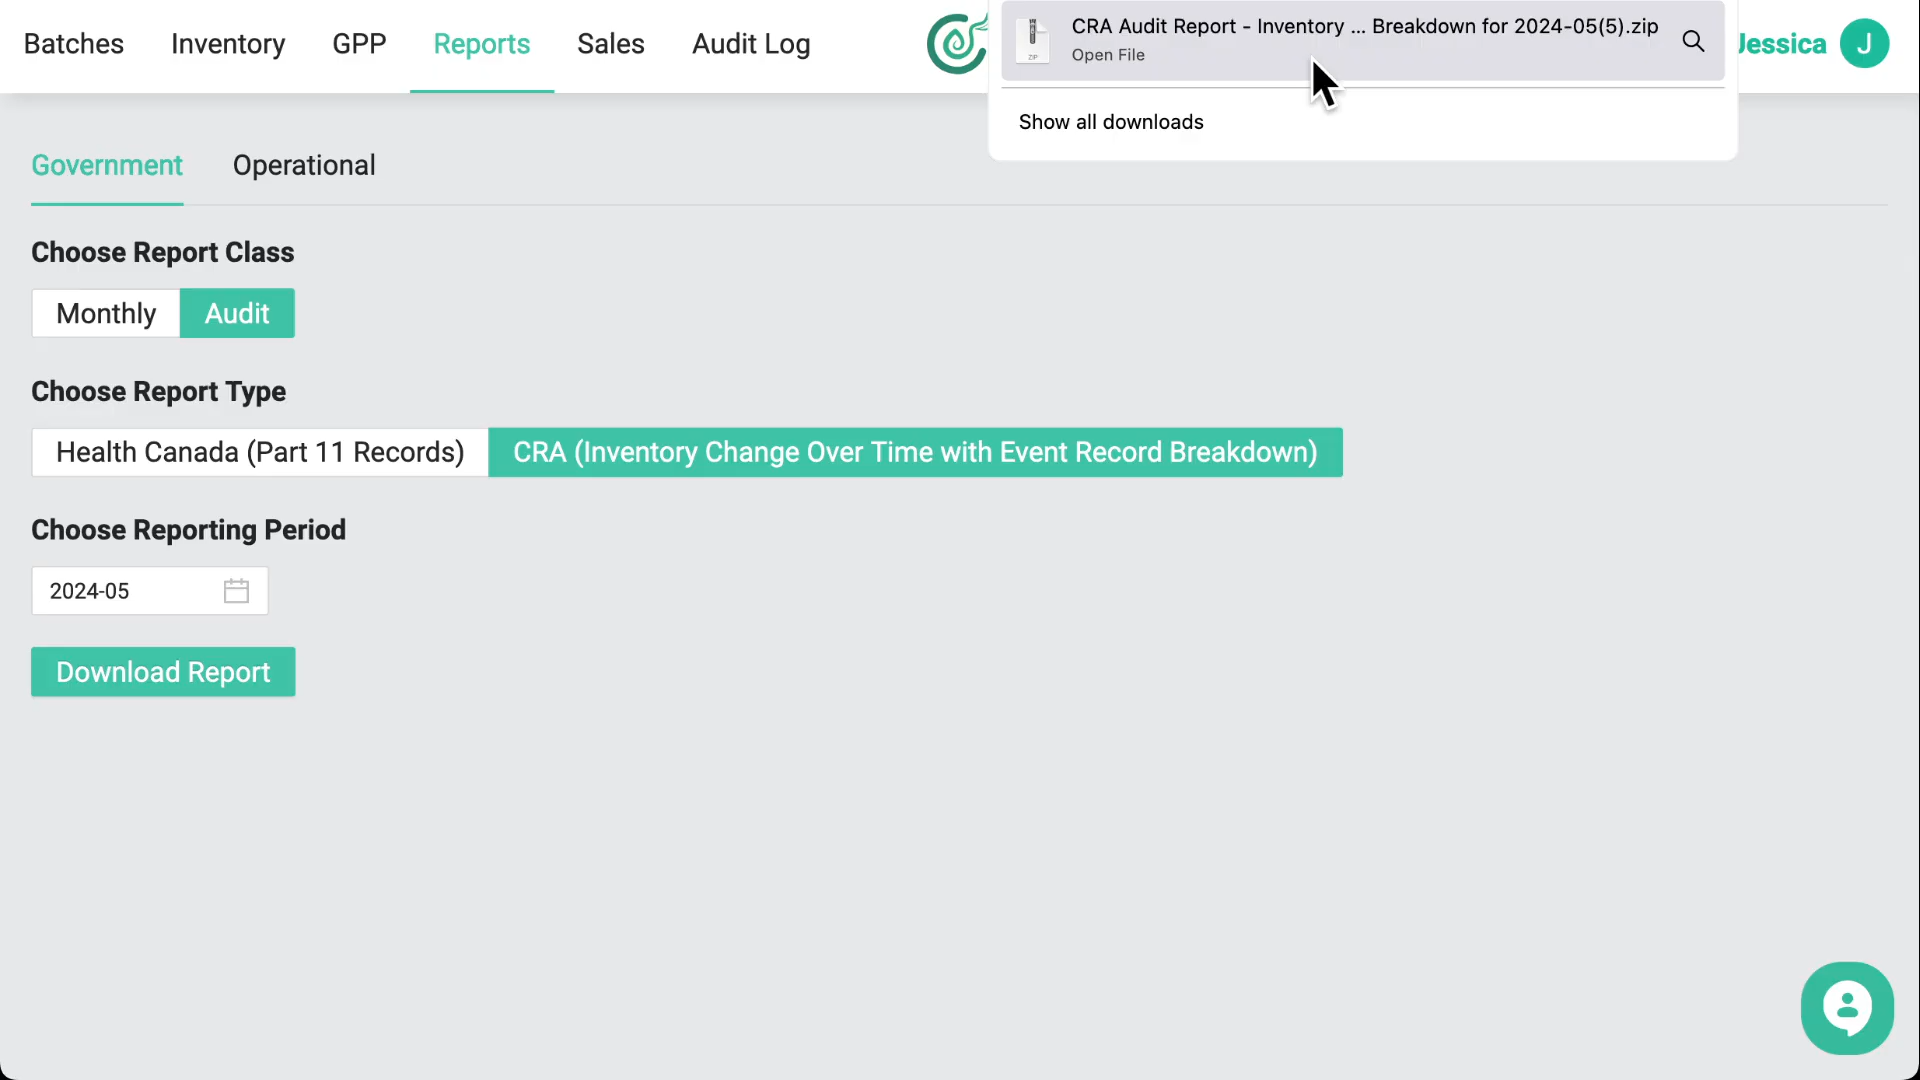 Batches Inventory GPP Reports Sales Audit Log
CRA Audit Report - Inventory ... Breakdown for 2024-05(5).zip
Open File
ZIP
Show all downloads
Jessica J
Government Operational
Choose Report Class
Monthly Audit
Choose Report Type
Health Canada (Part 11 Records) CRA (Inventory Change Over Time with Event Record Breakdown)
Choose Reporting Period
2024-05
Download Report